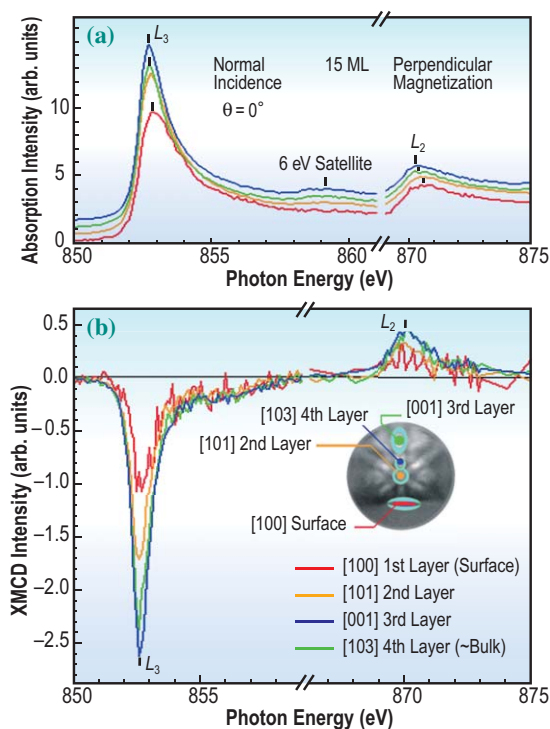 (a)
L3
Normal Incidence
θ = 0°
15 ML
Perpendicular Magnetization
L2
6 eV Satellite
Absorption Intensity (arb. units)
10
5
0
850
855
860
870
875
Photon Energy (eV)
(b)
L2
XMCD Intensity (arb. units)
0.5
0.0
−0.5
−1.0
−1.5
−2.0
−2.5
[103] 4th Layer
[001] 3rd Layer
[101] 2nd Layer
[100] Surface
[100] 1st Layer (Surface)
[101] 2nd Layer
[001] 3rd Layer
[103] 4th Layer (~Bulk)
L3
850
855
870
875
Photon Energy (eV)